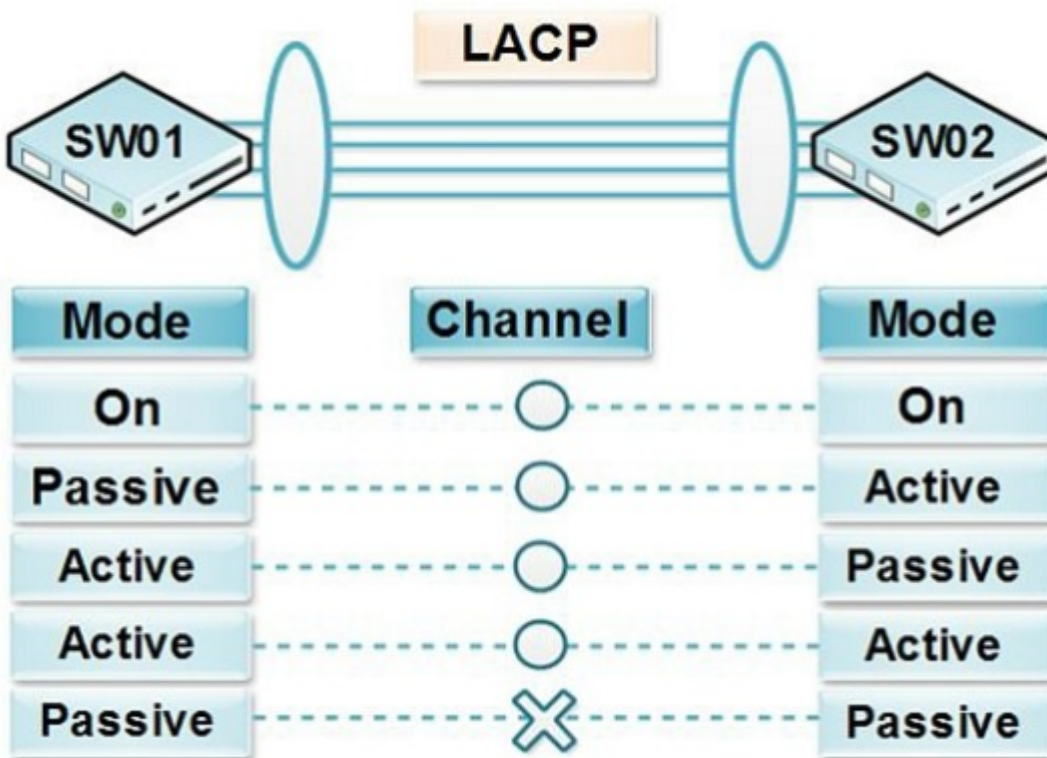 LACP
SW01
SW02
Mode Channel Mode
On On
Passive Active
Active Passive
Active Active
Passive Passive